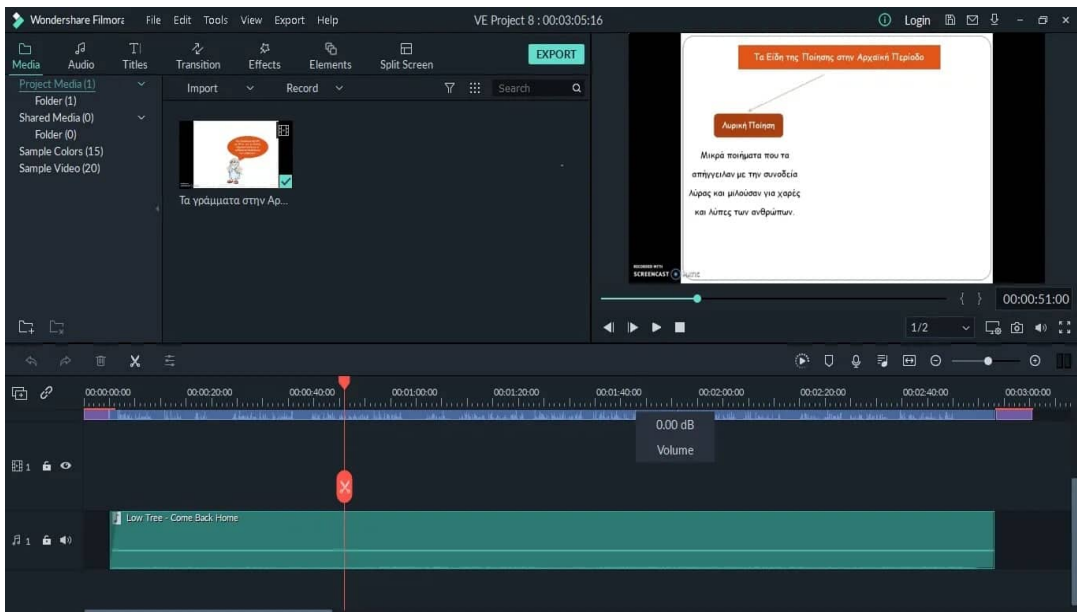 Wondershare Filmora File Edit Tools View Export Help VE Project 8 : 00:03:05:16 Login
Media Audio Titles Transition Effects Elements Split Screen EXPORT
Project Media (1)
Folder (1)
Shared Media (0)
Folder (0)
Sample Colors (15)
Sample Video (20)
Import Record Search
Τα γράμματα στην Αρ...
Τα Είδη της Ποίησης στην Αρχαϊκή Περίοδο
Λυρική Ποίηση
Μικρά ποιήματα που τα
απήγγειλαν με την συνοδεία
λύρας και μιλούσαν για χαρές
και λύπες των ανθρώπων.
RECORDED WITH
SCREENCAST
00:00:51:00
1/2
00:00:00:00 00:00:20:00 00:00:40:00 00:01:00:00 00:01:20:00 00:01:40:00 00:02:00:00 00:02:20:00 00:02:40:00 00:03:00:00
0.00 dB
Volume
1
Low Tree - Come Back Home
1